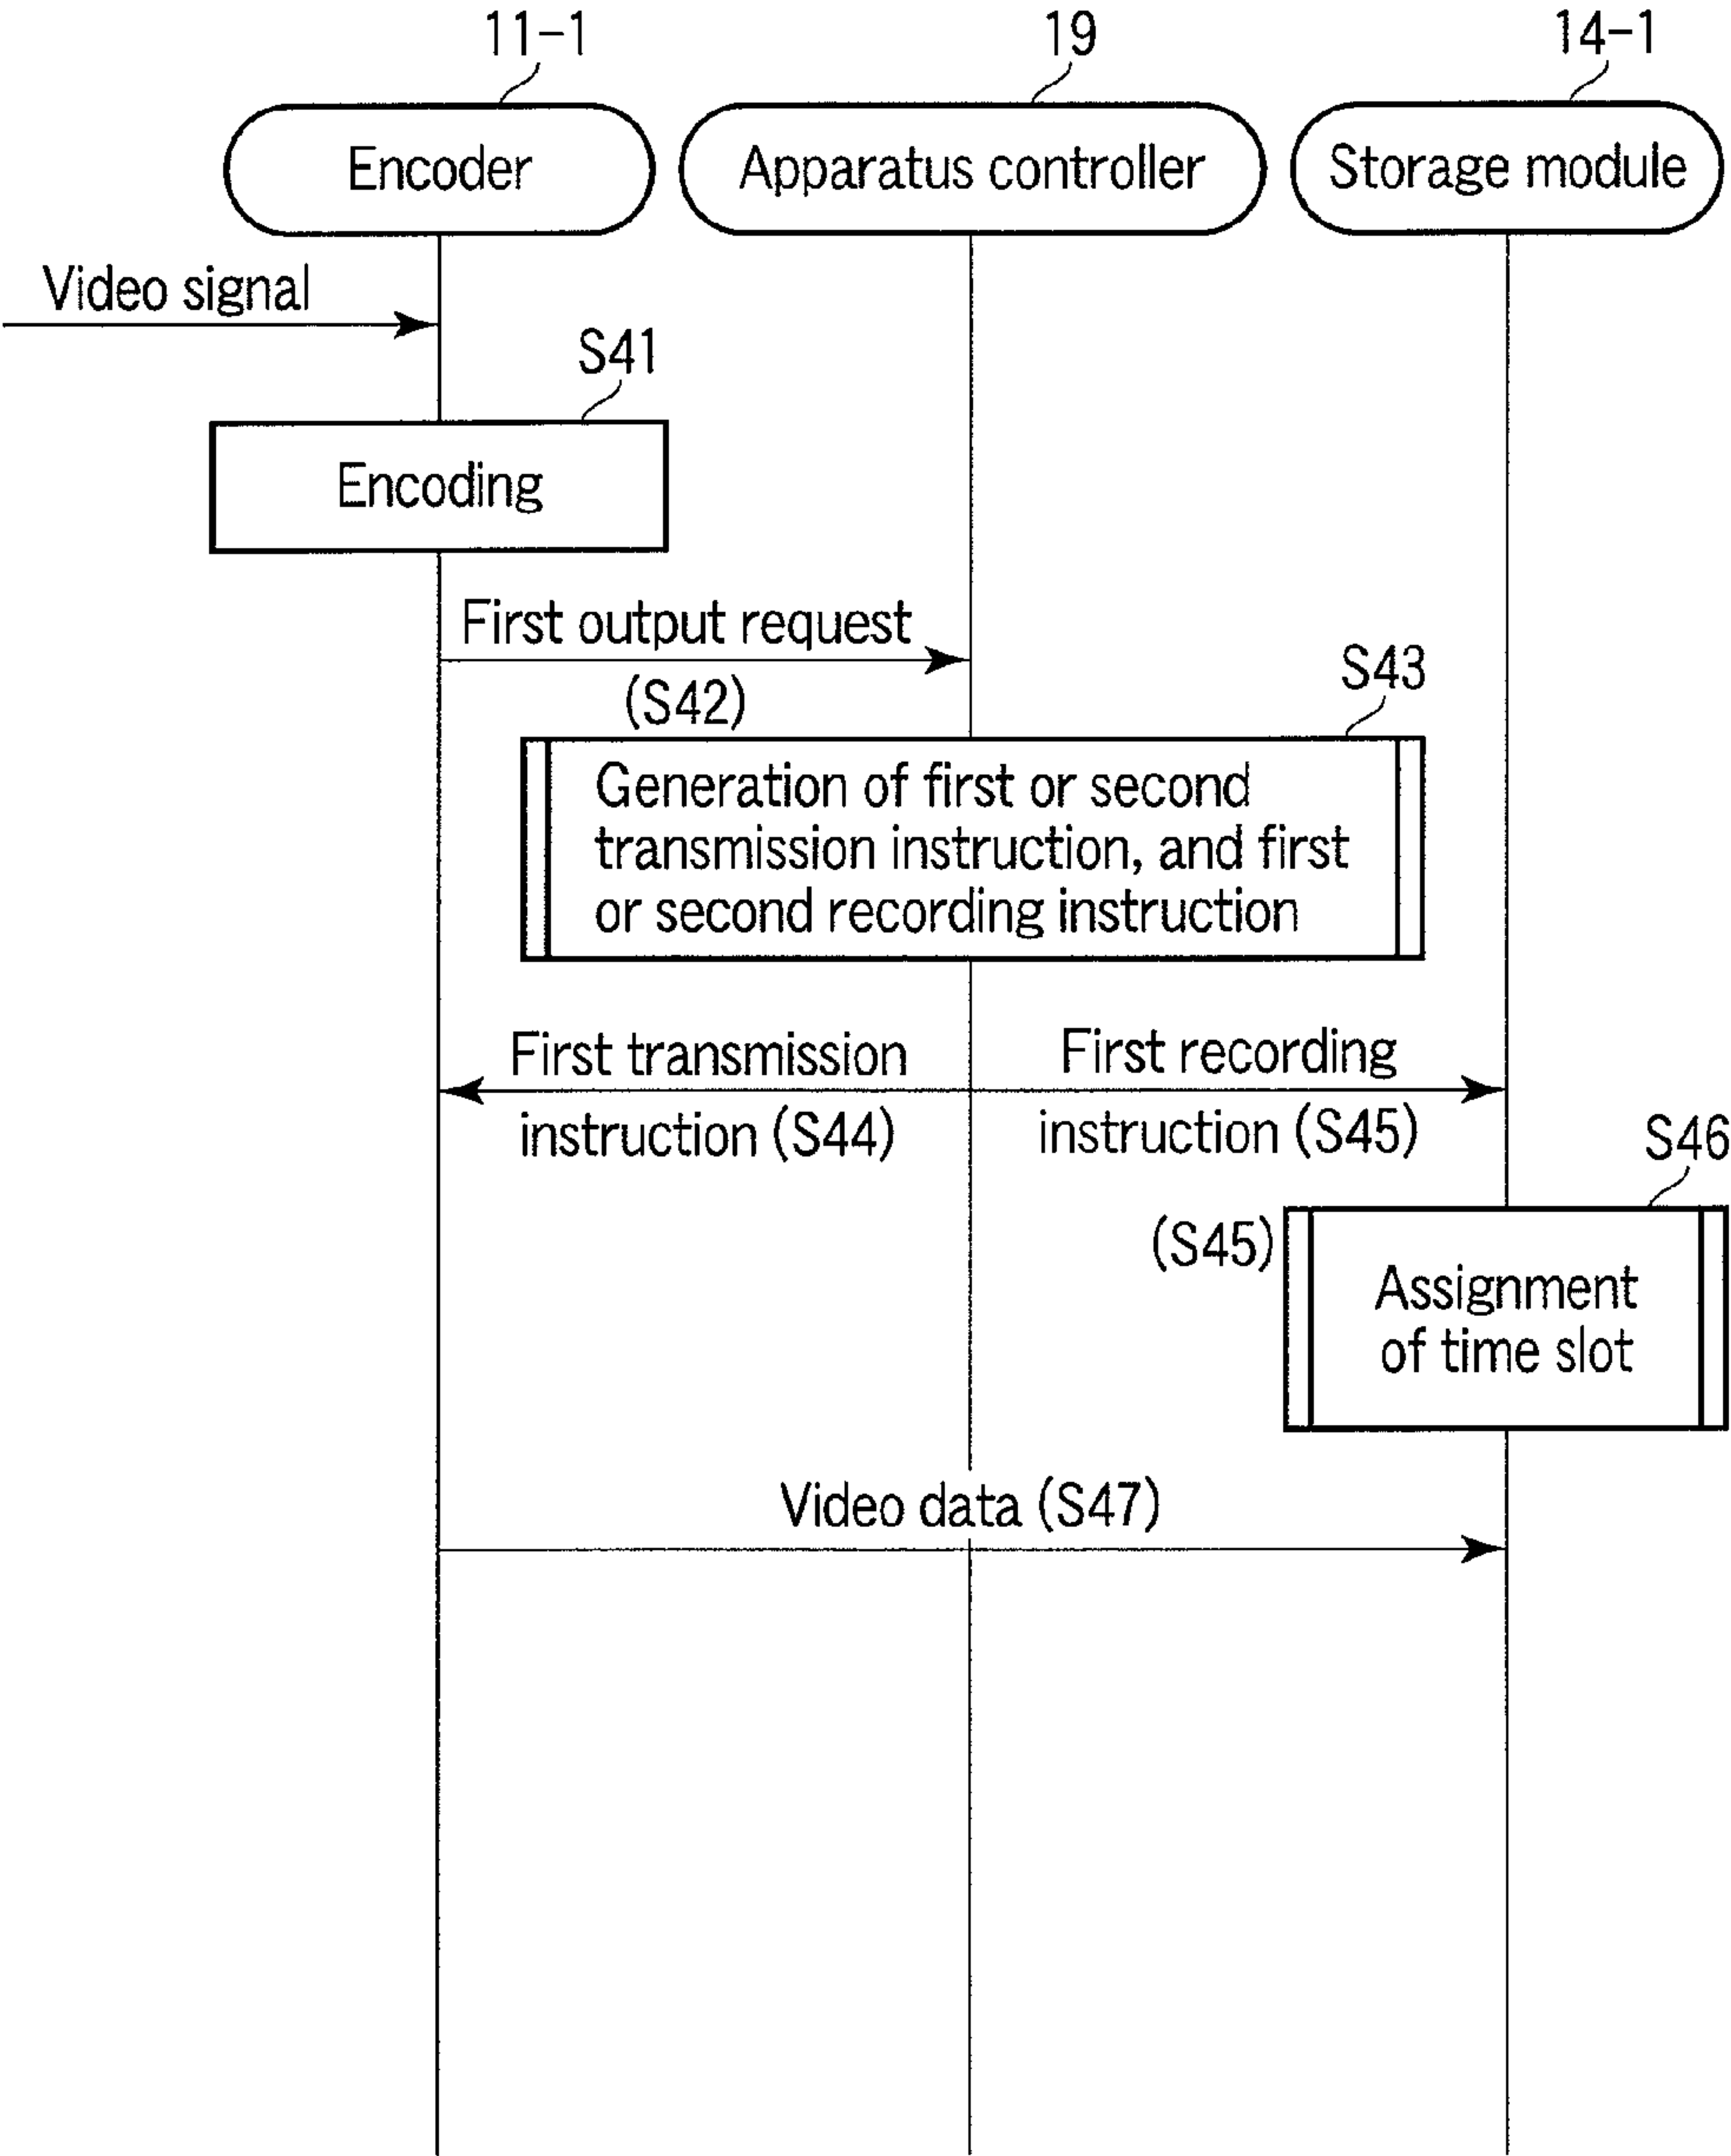 11-1
19
14-1
Encoder
Apparatus controller
Storage module
Video signal
S41
Encoding
First output request
(S42)
S43
Generation of first or second
transmission instruction, and first
or second recording instruction
First transmission
instruction (S44)
First recording
instruction (S45)
S46
(S45)
Assignment
of time slot
Video data (S47)